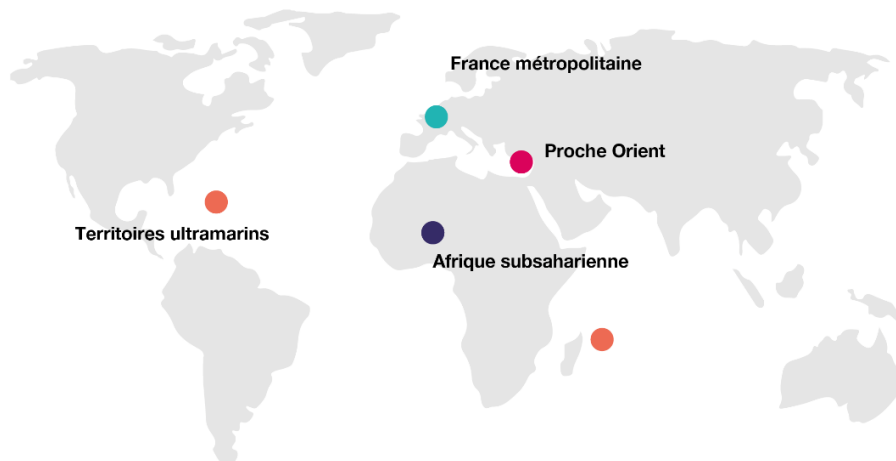 France métropolitaine
Proche Orient
Territoires ultramarins
Afrique subsaharienne